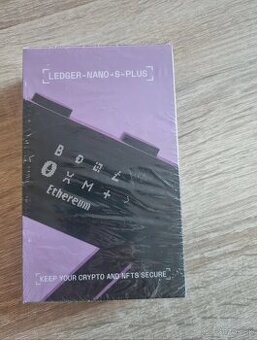 LEDGER-NANO-S-PLUS
Ethereum
KEEP YOUR CRYPTO AND NFTS SECURE